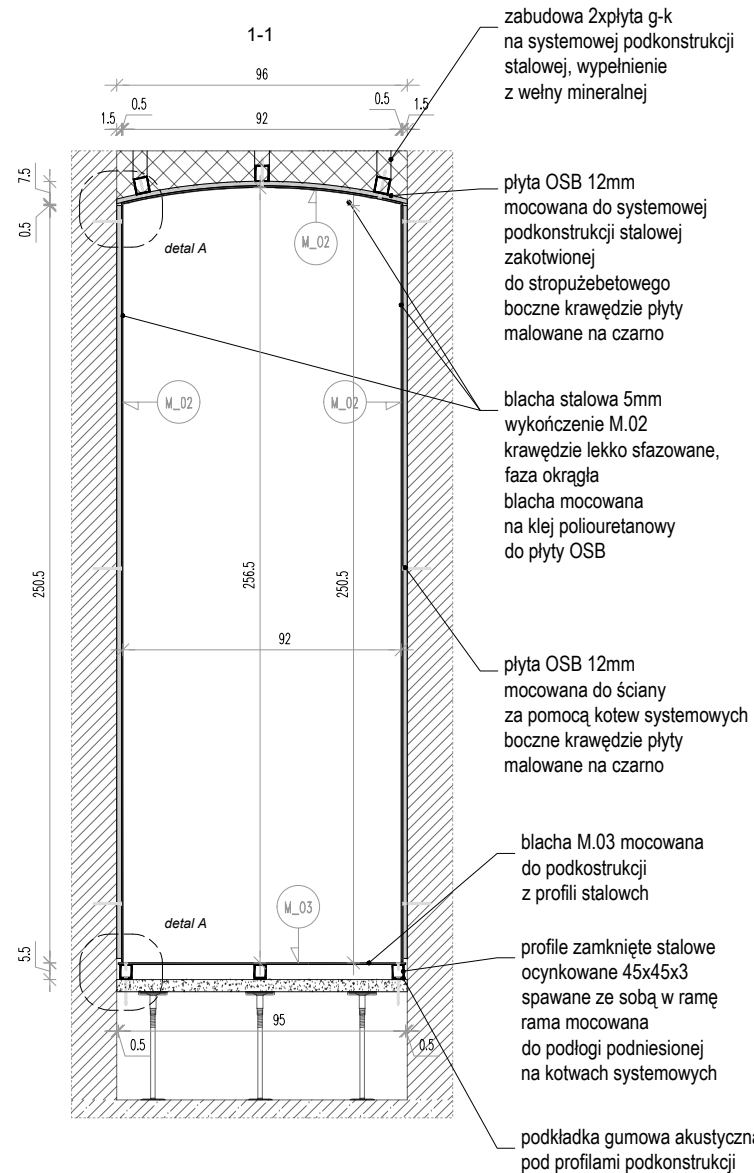 1-1
96
0.5
0.5
1.5
92
1.5
7.5
0.5
detal A
M_02
M_02
M_02
250.5
256.5
250.5
92
detal A
M_03
5.5
95
0.5
0.5
zabudowa 2xpłyta g-k
na systemowej podkonstrukcji
stalowej, wypełnienie
z wełny mineralnej
płyta OSB 12mm
mocowana do systemowej
podkonstrukcji stalowej
zakotwionej
do stropużebetowego
boczne krawędzie płyty
malowane na czarno
blacha stalowa 5mm
wykończenie M.02
krawędzie lekko sfazowane,
faza okrągła
blacha mocowana
na klej poliouretanowy
do płyty OSB
płyta OSB 12mm
mocowana do ściany
za pomocą kotew systemowych
boczne krawędzie płyty
malowane na czarno
blacha M.03 mocowana
do podkostrukcji
z profili stalowch
profile zamknięte stalowe
ocynkowane 45x45x3
spawane ze sobą w ramę
rama mocowana
do podłogi podniesionej
na kotwach systemowych
podkładka gumowa akustyczna
pod profilami podkonstrukcji